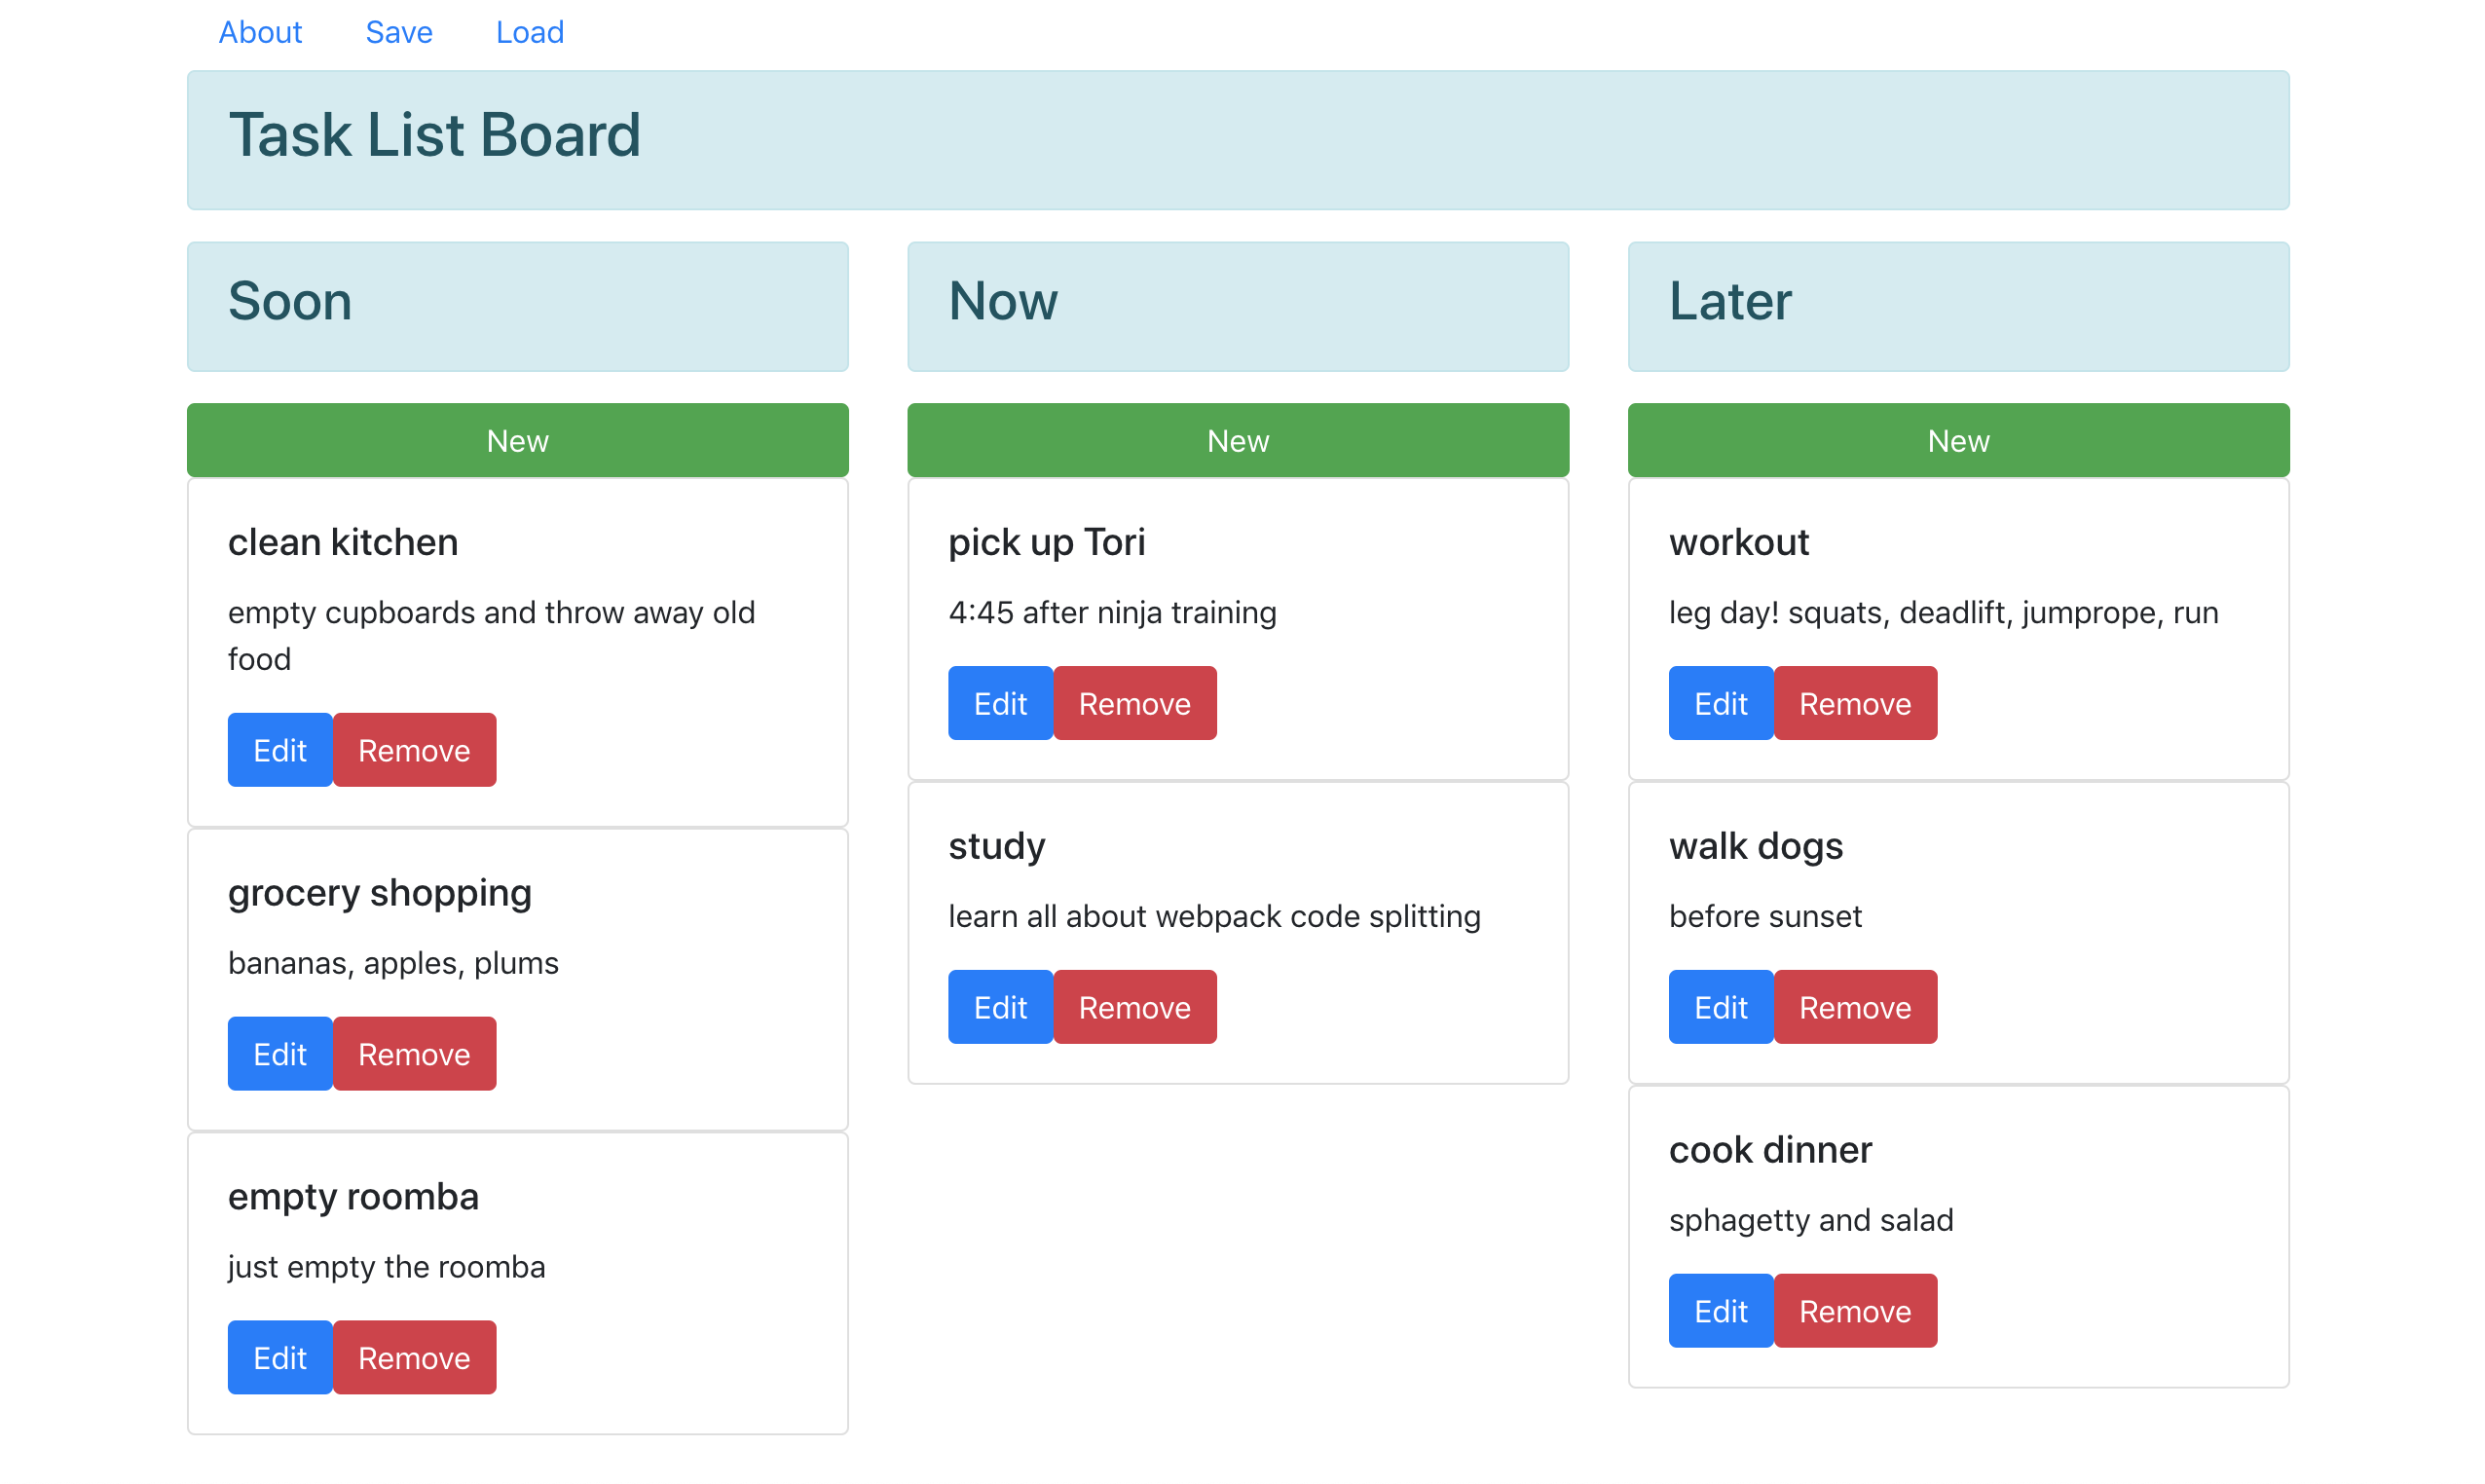 About Save Load
Task List Board
Soon
New
clean kitchen
empty cupboards and throw away old
food
Edit Remove
grocery shopping
bananas, apples, plums
Edit Remove
empty roomba
just empty the roomba
Edit Remove
Now
New
pick up Tori
4:45 after ninja training
Edit Remove
study
learn all about webpack code splitting
Edit Remove
Later
New
workout
leg day! squats, deadlift, jumprope, run
Edit Remove
walk dogs
before sunset
Edit Remove
cook dinner
sphagetty and salad
Edit Remove